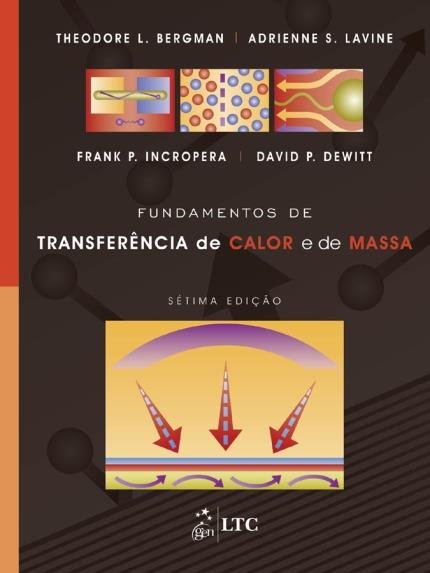 THEODORE L. BERGMAN | ADRIENNE S. LAVINE
FRANK P. INCROPERA | DAVID P. DEWITT
FUNDAMENTOS DE
TRANSFERÊNCIA de CALOR e de MASSA
SÉTIMA EDIÇÃO
gen | LTC